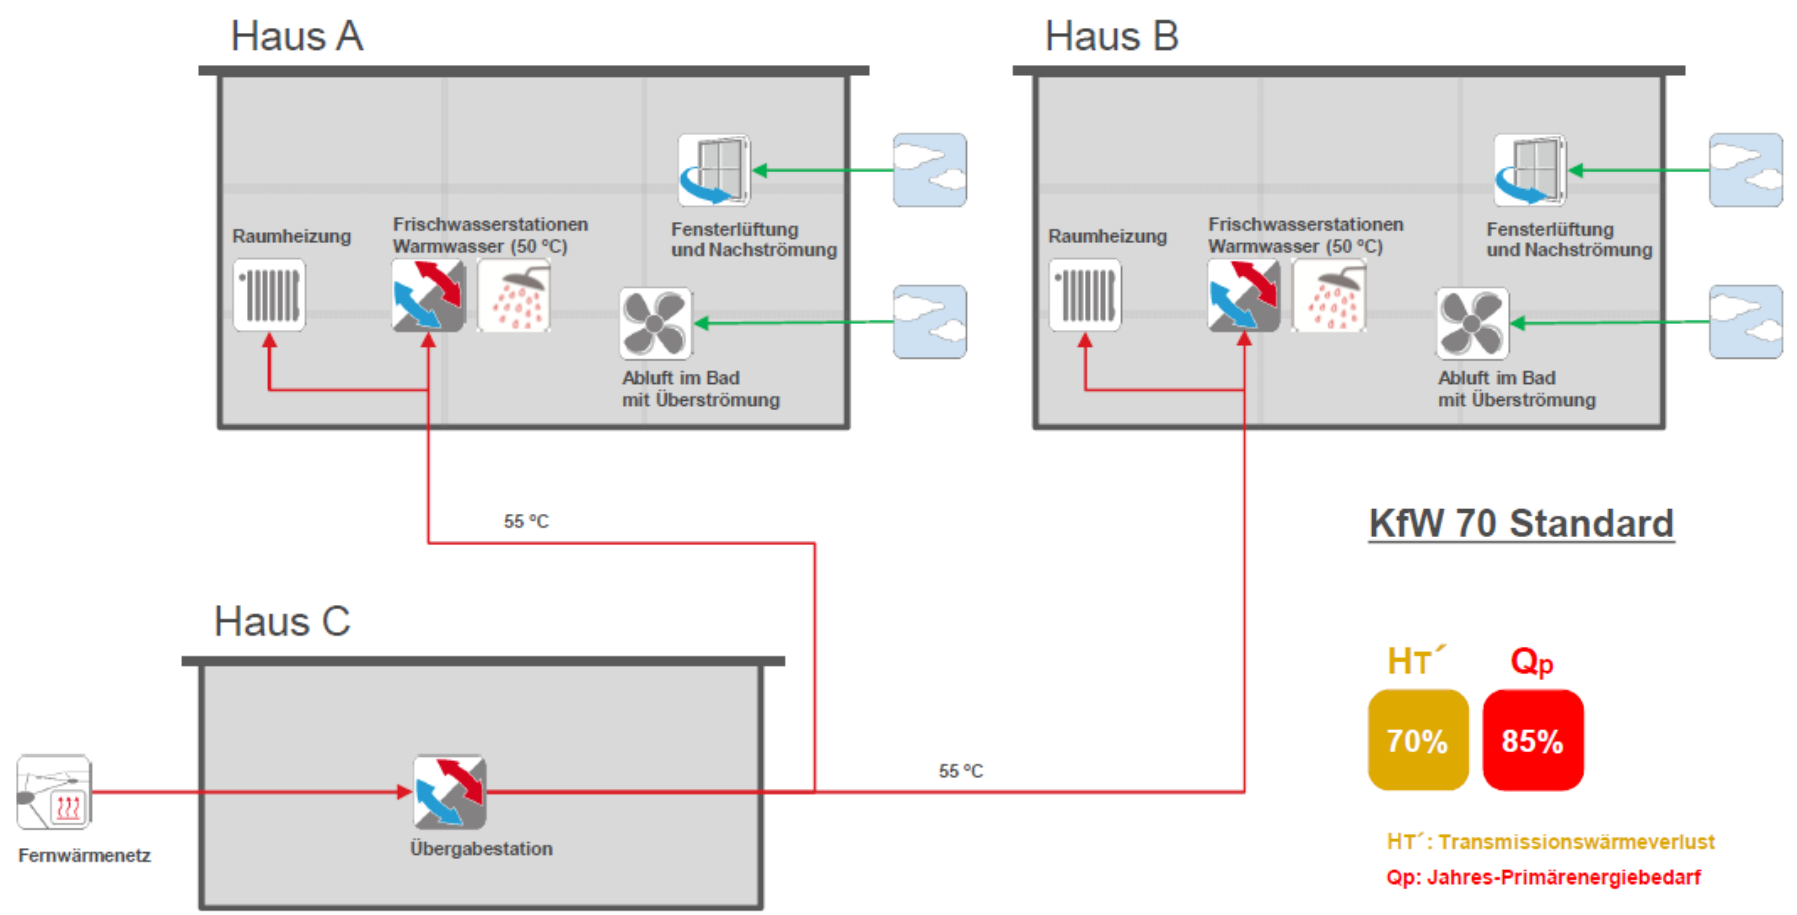 Haus A
Haus B
Raumheizung
Frischwasserstationen
Warmwasser (50 °C)
Fensterlüftung
und Nachströmung
Abluft im Bad
mit Überströmung
Raumheizung
Frischwasserstationen
Warmwasser (50 °C)
Fensterlüftung
und Nachströmung
Abluft im Bad
mit Überströmung
55 °C
KfW 70 Standard
Haus C
HT´
Qp
70%
85%
55 °C
Fernwärmenetz
Übergabestation
HT´: Transmissionswärmeverlust
Qp: Jahres-Primärenergiebedarf